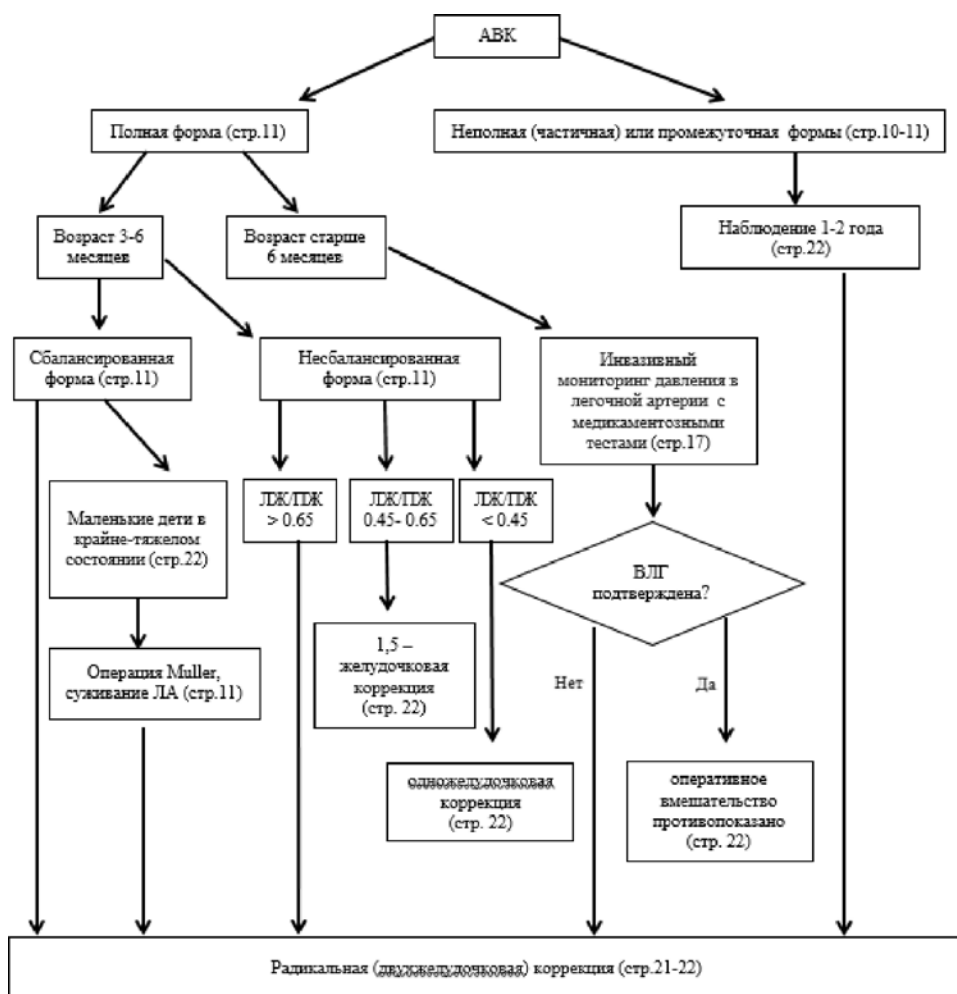 АВК
Полная форма (стр.11)
Неполная (частичная) или промежуточная формы (стр.10-11)
Возраст 3-6
месяцев
Возраст старше
6 месяцев
Наблюдение 1-2 года
(стр.22)
Сбалансированная
форма (стр.11)
Несбалансированная
форма (стр.11)
Инвазивный
мониторинг давления в
легочной артерии с
медикаментозными
тестами (стр.17)
Маленькие дети в
крайне-тяжелом
состоянии (стр.22)
ЛЖ/ПЖ
> 0.65
ЛЖ/ПЖ
0.45- 0.65
ЛЖ/ПЖ
< 0.45
ВЛГ
подтверждена?
Операция Muller,
суживание ЛА (стр.11)
1,5 –
желудочковая
коррекция
(стр. 22)
Нет
Да
одножелудочковая
коррекция
(стр. 22)
оперативное
вмешательство
противопоказано
(стр. 22)
Радикальная (двухжелудочковая) коррекция (стр.21-22)